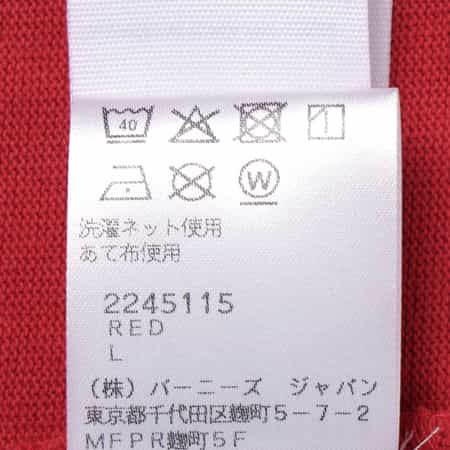 40
W
洗濯ネット使用
あて布使用
2245115
RED
L
(株) バーニーズ ジャパン
東京都千代田区麹町5-7-2
MFPR麹町5F